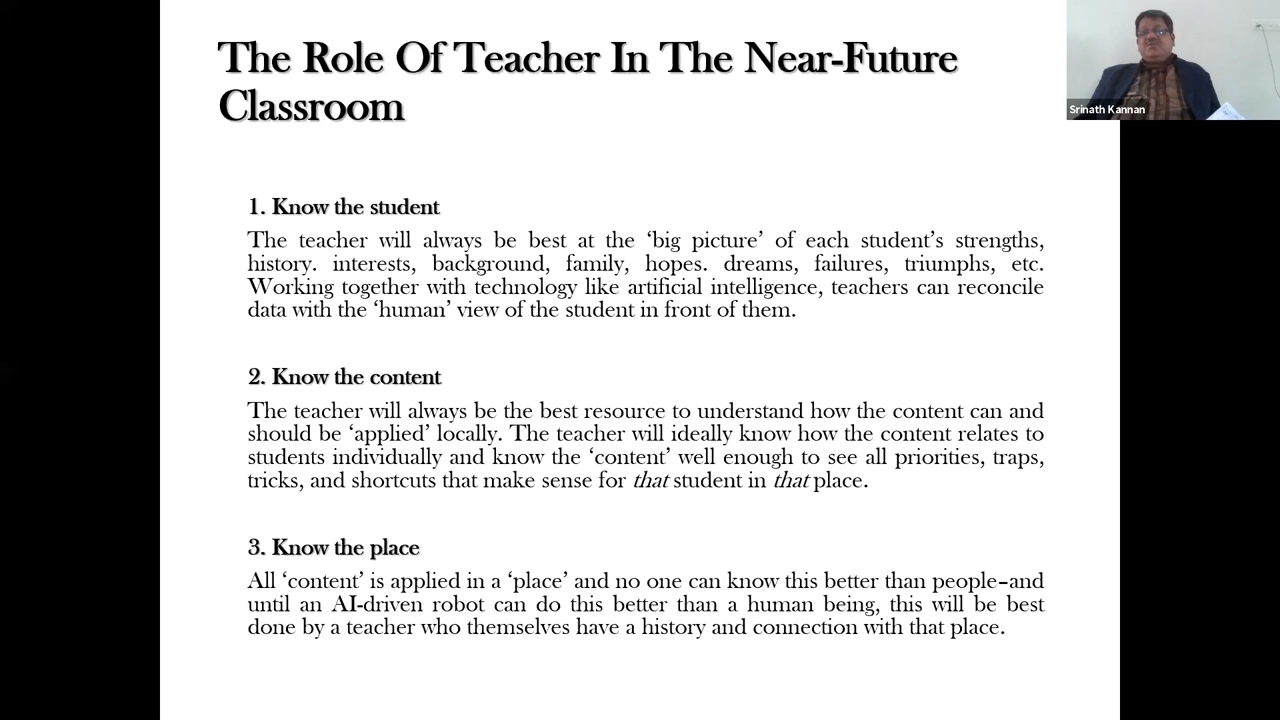 The Role Of Teacher In The Near-Future
Classroom
Srinath Kannan
1. Know the student
The teacher will always be best at the ‘big picture’ of each student’s strengths,
history. interests, background, family, hopes. dreams, failures, triumphs, etc.
Working together with technology like artificial intelligence, teachers can reconcile
data with the ‘human’ view of the student in front of them.
2. Know the content
The teacher will always be the best resource to understand how the content can and
should be ‘applied’ locally. The teacher will ideally know how the content relates to
students individually and know the ‘content’ well enough to see all priorities, traps,
tricks, and shortcuts that make sense for that student in that place.
3. Know the place
All ‘content’ is applied in a ‘place’ and no one can know this better than people–and
until an AI-driven robot can do this better than a human being, this will be best
done by a teacher who themselves have a history and connection with that place.